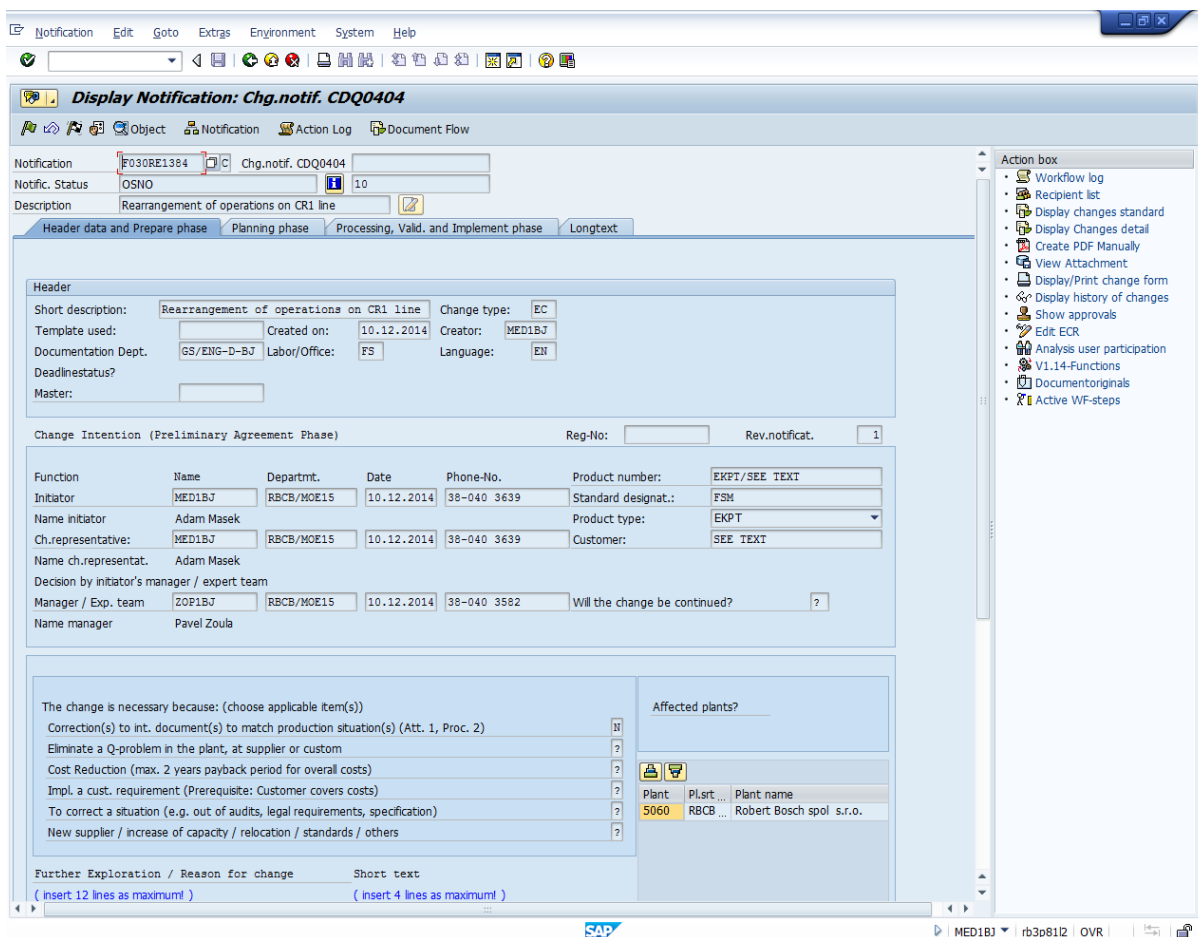 Notification Edit Goto Extras Environment System Help
Display Notification: Chg.notif. CDQ0404
Object Notification Action Log Document Flow
Notification F030RE1384 C Chg.notif. CDQ0404
Notific. Status OSNO 10
Description Rearrangement of operations on CR1 line
Header data and Prepare phase Planning phase Processing, Valid. and Implement phase Longtext
Header
Short description: Rearrangement of operations on CR1 line Change type: EC
Template used: Created on: 10.12.2014 Creator: MED1BJ
Documentation Dept. GS/ENG-D-BJ Labor/Office: FS Language: EN
Deadlinestatus?
Master:
Change Intention (Preliminary Agreement Phase) Reg-No: Rev.notificat. 1
Function Name Departmt. Date Phone-No. Product number: EKPT/SEE TEXT
Initiator MED1BJ RBCB/MOE15 10.12.2014 38-040 3639 Standard designat.: FSM
Name initiator Adam Masek Product type: EKPT
Ch.representative: MED1BJ RBCB/MOE15 10.12.2014 38-040 3639 Customer: SEE TEXT
Name ch.representat. Adam Masek
Decision by initiator's manager / expert team
Manager / Exp. team ZOP1BJ RBCB/MOE15 10.12.2014 38-040 3582 Will the change be continued? ?
Name manager Pavel Zoula
The change is necessary because: (choose applicable item(s))
Correction(s) to int. document(s) to match production situation(s) (Att. 1, Proc. 2) N
Eliminate a Q-problem in the plant, at supplier or custom ?
Cost Reduction (max. 2 years payback period for overall costs) ?
Impl. a cust. requirement (Prerequisite: Customer covers costs) ?
To correct a situation (e.g. out of audits, legal requirements, specification) ?
New supplier / increase of capacity / relocation / standards / others ?
Affected plants?
Plant Pl.srt ... Plant name
5060 RBCB ... Robert Bosch spol s.r.o.
Further Exploration / Reason for change Short text
( insert 12 lines as maximum! ) ( insert 4 lines as maximum! )
Action box
Workflow log
Recipient list
Display changes standard
Display Changes detail
Create PDF Manually
View Attachment
Display/Print change form
Display history of changes
Show approvals
Edit ECR
Analysis user participation
V1.14-Functions
Documentoriginals
Active WF-steps
SAP MED1BJ rb3p81l2 OVR